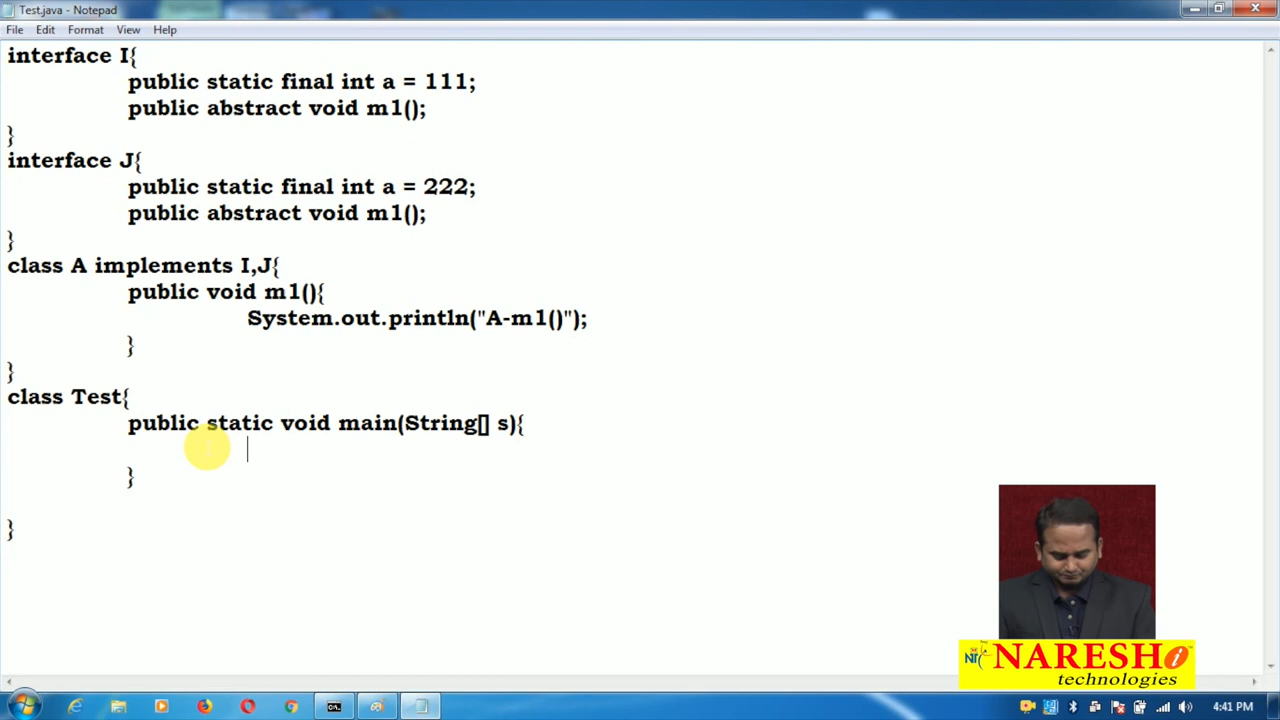 Test.java - Notepad
File Edit Format View Help
interface I{
public static final int a = 111;
public abstract void m1();
}
interface J{
public static final int a = 222;
public abstract void m1();
}
class A implements I,J{
public void m1(){
System.out.println("A-m1()");
}
}
class Test{
public static void main(String[] s){
}
}
NARESH i
technologies
4:41 PM